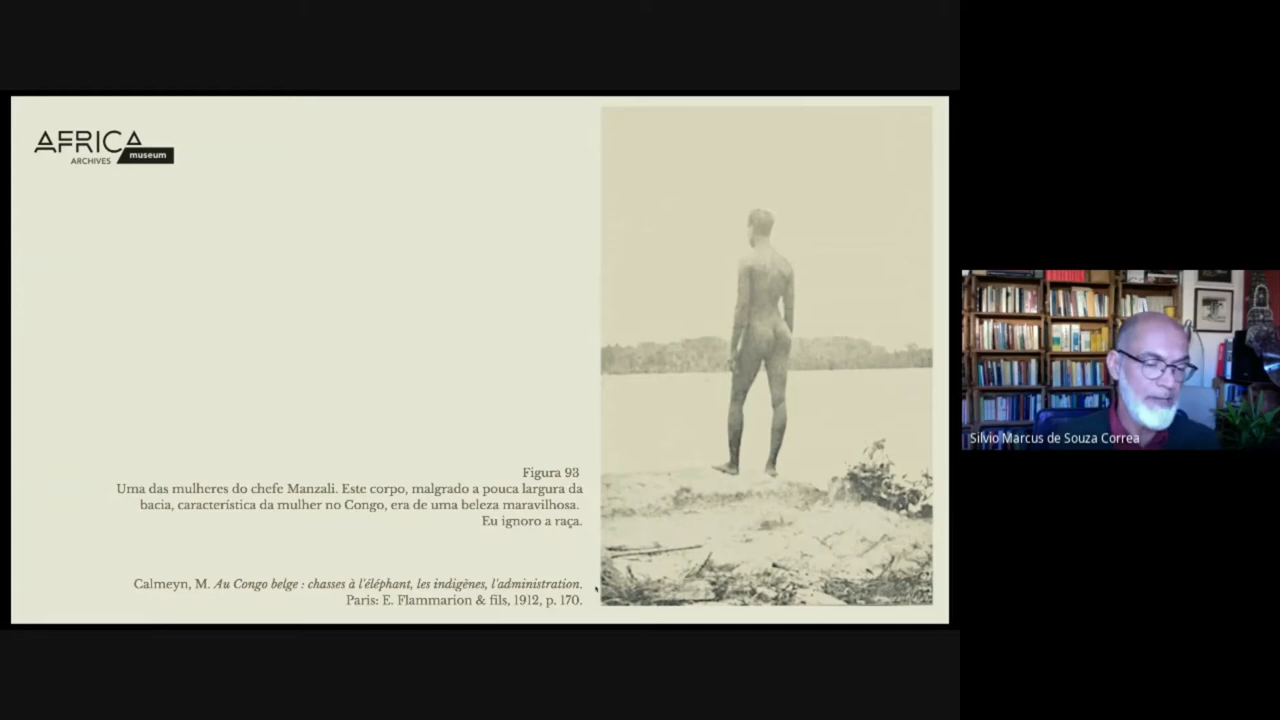 AFRICA
ARCHIVES museum
Figura 93
Uma das mulheres do chefe Manzali. Este corpo, malgrado a pouca largura da
bacia, característica da mulher no Congo, era de uma beleza maravilhosa.
Eu ignoro a raça.
Calmeyn, M. Au Congo belge : chasses à l'éléphant, les indigènes, l'administration.
Paris: E. Flammarion & fils, 1912, p. 170.
Silvio Marcus de Souza Correa